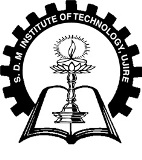 S. D. M INSTITUTE OF TECHNOLOGY, UJIRE